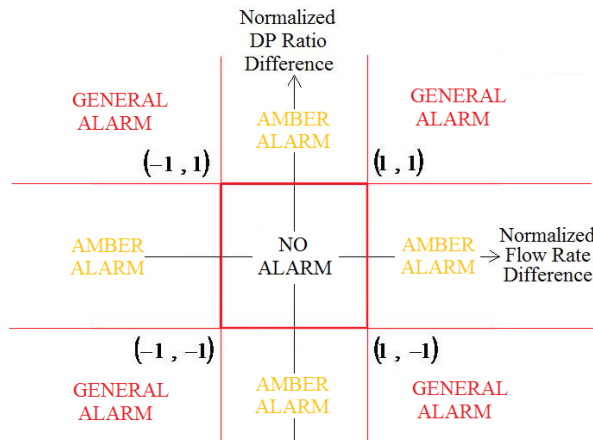 Normalized
DP Ratio
Difference
GENERAL
ALARM
AMBER
ALARM
GENERAL
ALARM
(-1 , 1)
(1 , 1)
AMBER
ALARM
NO
ALARM
AMBER
ALARM
Normalized
Flow Rate
Difference
(-1 , -1)
(1 , -1)
GENERAL
ALARM
AMBER
ALARM
GENERAL
ALARM